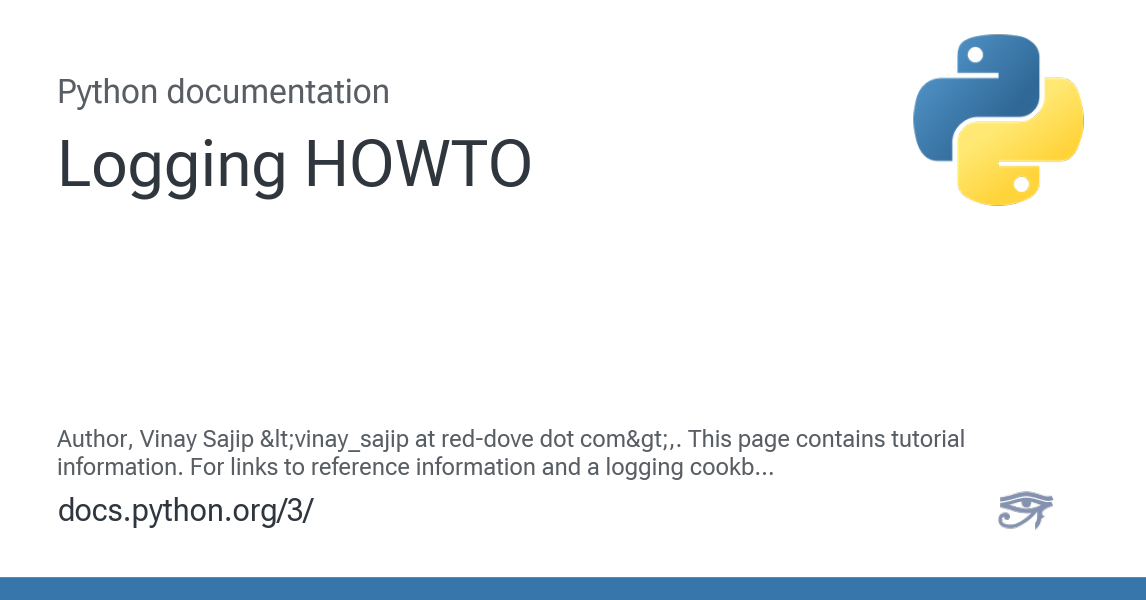 Python documentation
Logging HOWTO
Author, Vinay Sajip &lt;vinay_sajip at red-dove dot com&gt;,. This page contains tutorial
information. For links to reference information and a logging cookb...
docs.python.org/3/